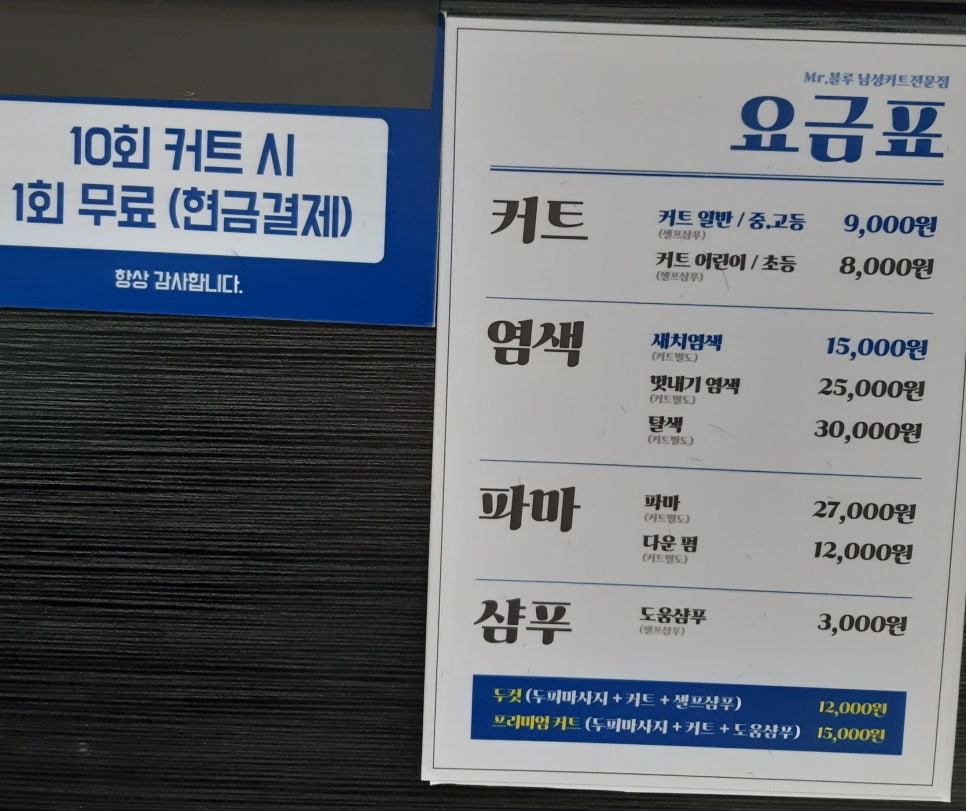 10회 커트 시
1회 무료 (현금결제)
항상 감사합니다.
Mr.블루 남성커트전문점
요금표
커트
커트 일반 / 중.고등 9,000원
(셀프샴푸)
커트 어린이 / 초등 8,000원
(셀프샴푸)
염색
새치염색 15,000원
(커트별도)
멋내기 염색 25,000원
(커트별도)
탈색 30,000원
(커트별도)
파마
파마 27,000원
(커트별도)
다운 펌 12,000원
(커트별도)
샴푸
도움샴푸 3,000원
(셀프샴푸)
두컷 (두피마사지 + 커트 + 셀프샴푸) 12,000원
프리미엄 커트 (두피마사지 + 커트 + 도움샴푸) 15,000원